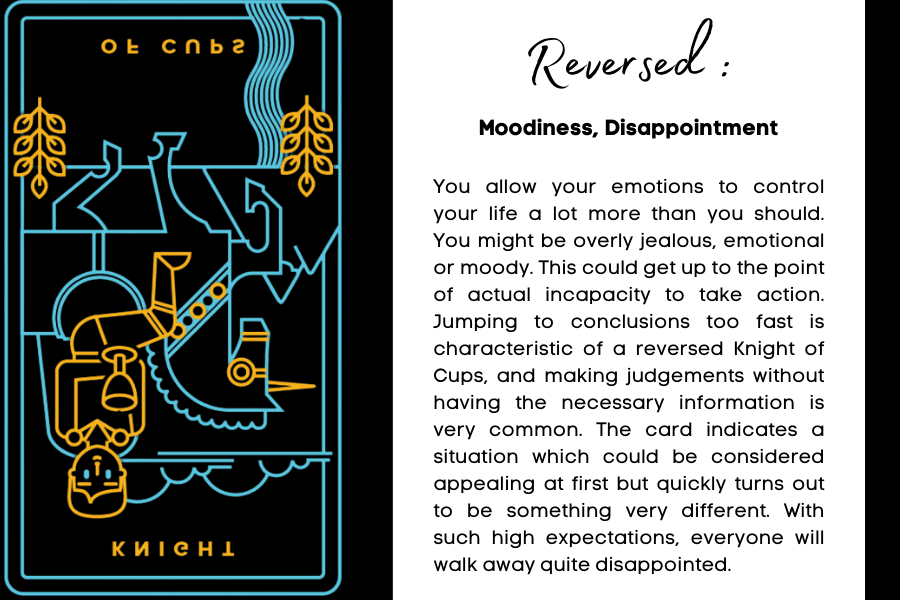 OF CUPS
KNIGHT
Reversed :
Moodiness, Disappointment
You allow your emotions to control
your life a lot more than you should.
You might be overly jealous, emotional
or moody. This could get up to the point
of actual incapacity to take action.
Jumping to conclusions too fast is
characteristic of a reversed Knight of
Cups, and making judgements without
having the necessary information is
very common. The card indicates a
situation which could be considered
appealing at first but quickly turns out
to be something very different. With
such high expectations, everyone will
walk away quite disappointed.